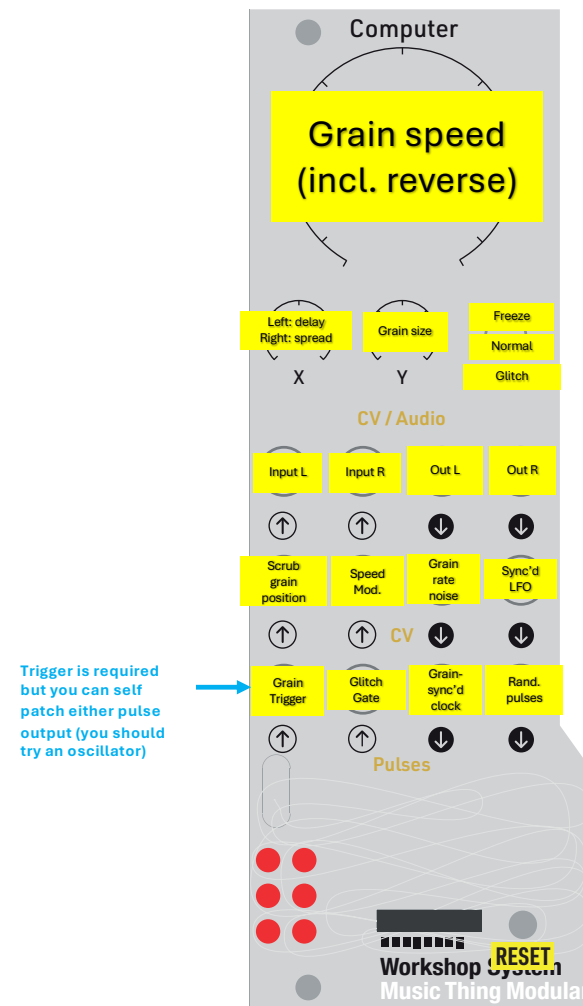 Computer
Grain speed
(incl. reverse)
Left: delay
Right: spread
Grain size
Freeze
Normal
Glitch
X
Y
CV / Audio
Input L
Input R
Out L
Out R
Scrub
grain
position
Speed
Mod.
Grain
rate
noise
Sync’d
LFO
CV
Trigger is required
but you can self
patch either pulse
output (you should
try an oscillator)
Grain
Trigger
Glitch
Gate
Grain-
sync’d
clock
Rand.
pulses
Pulses
RESET
Workshop System
Music Thing Modula